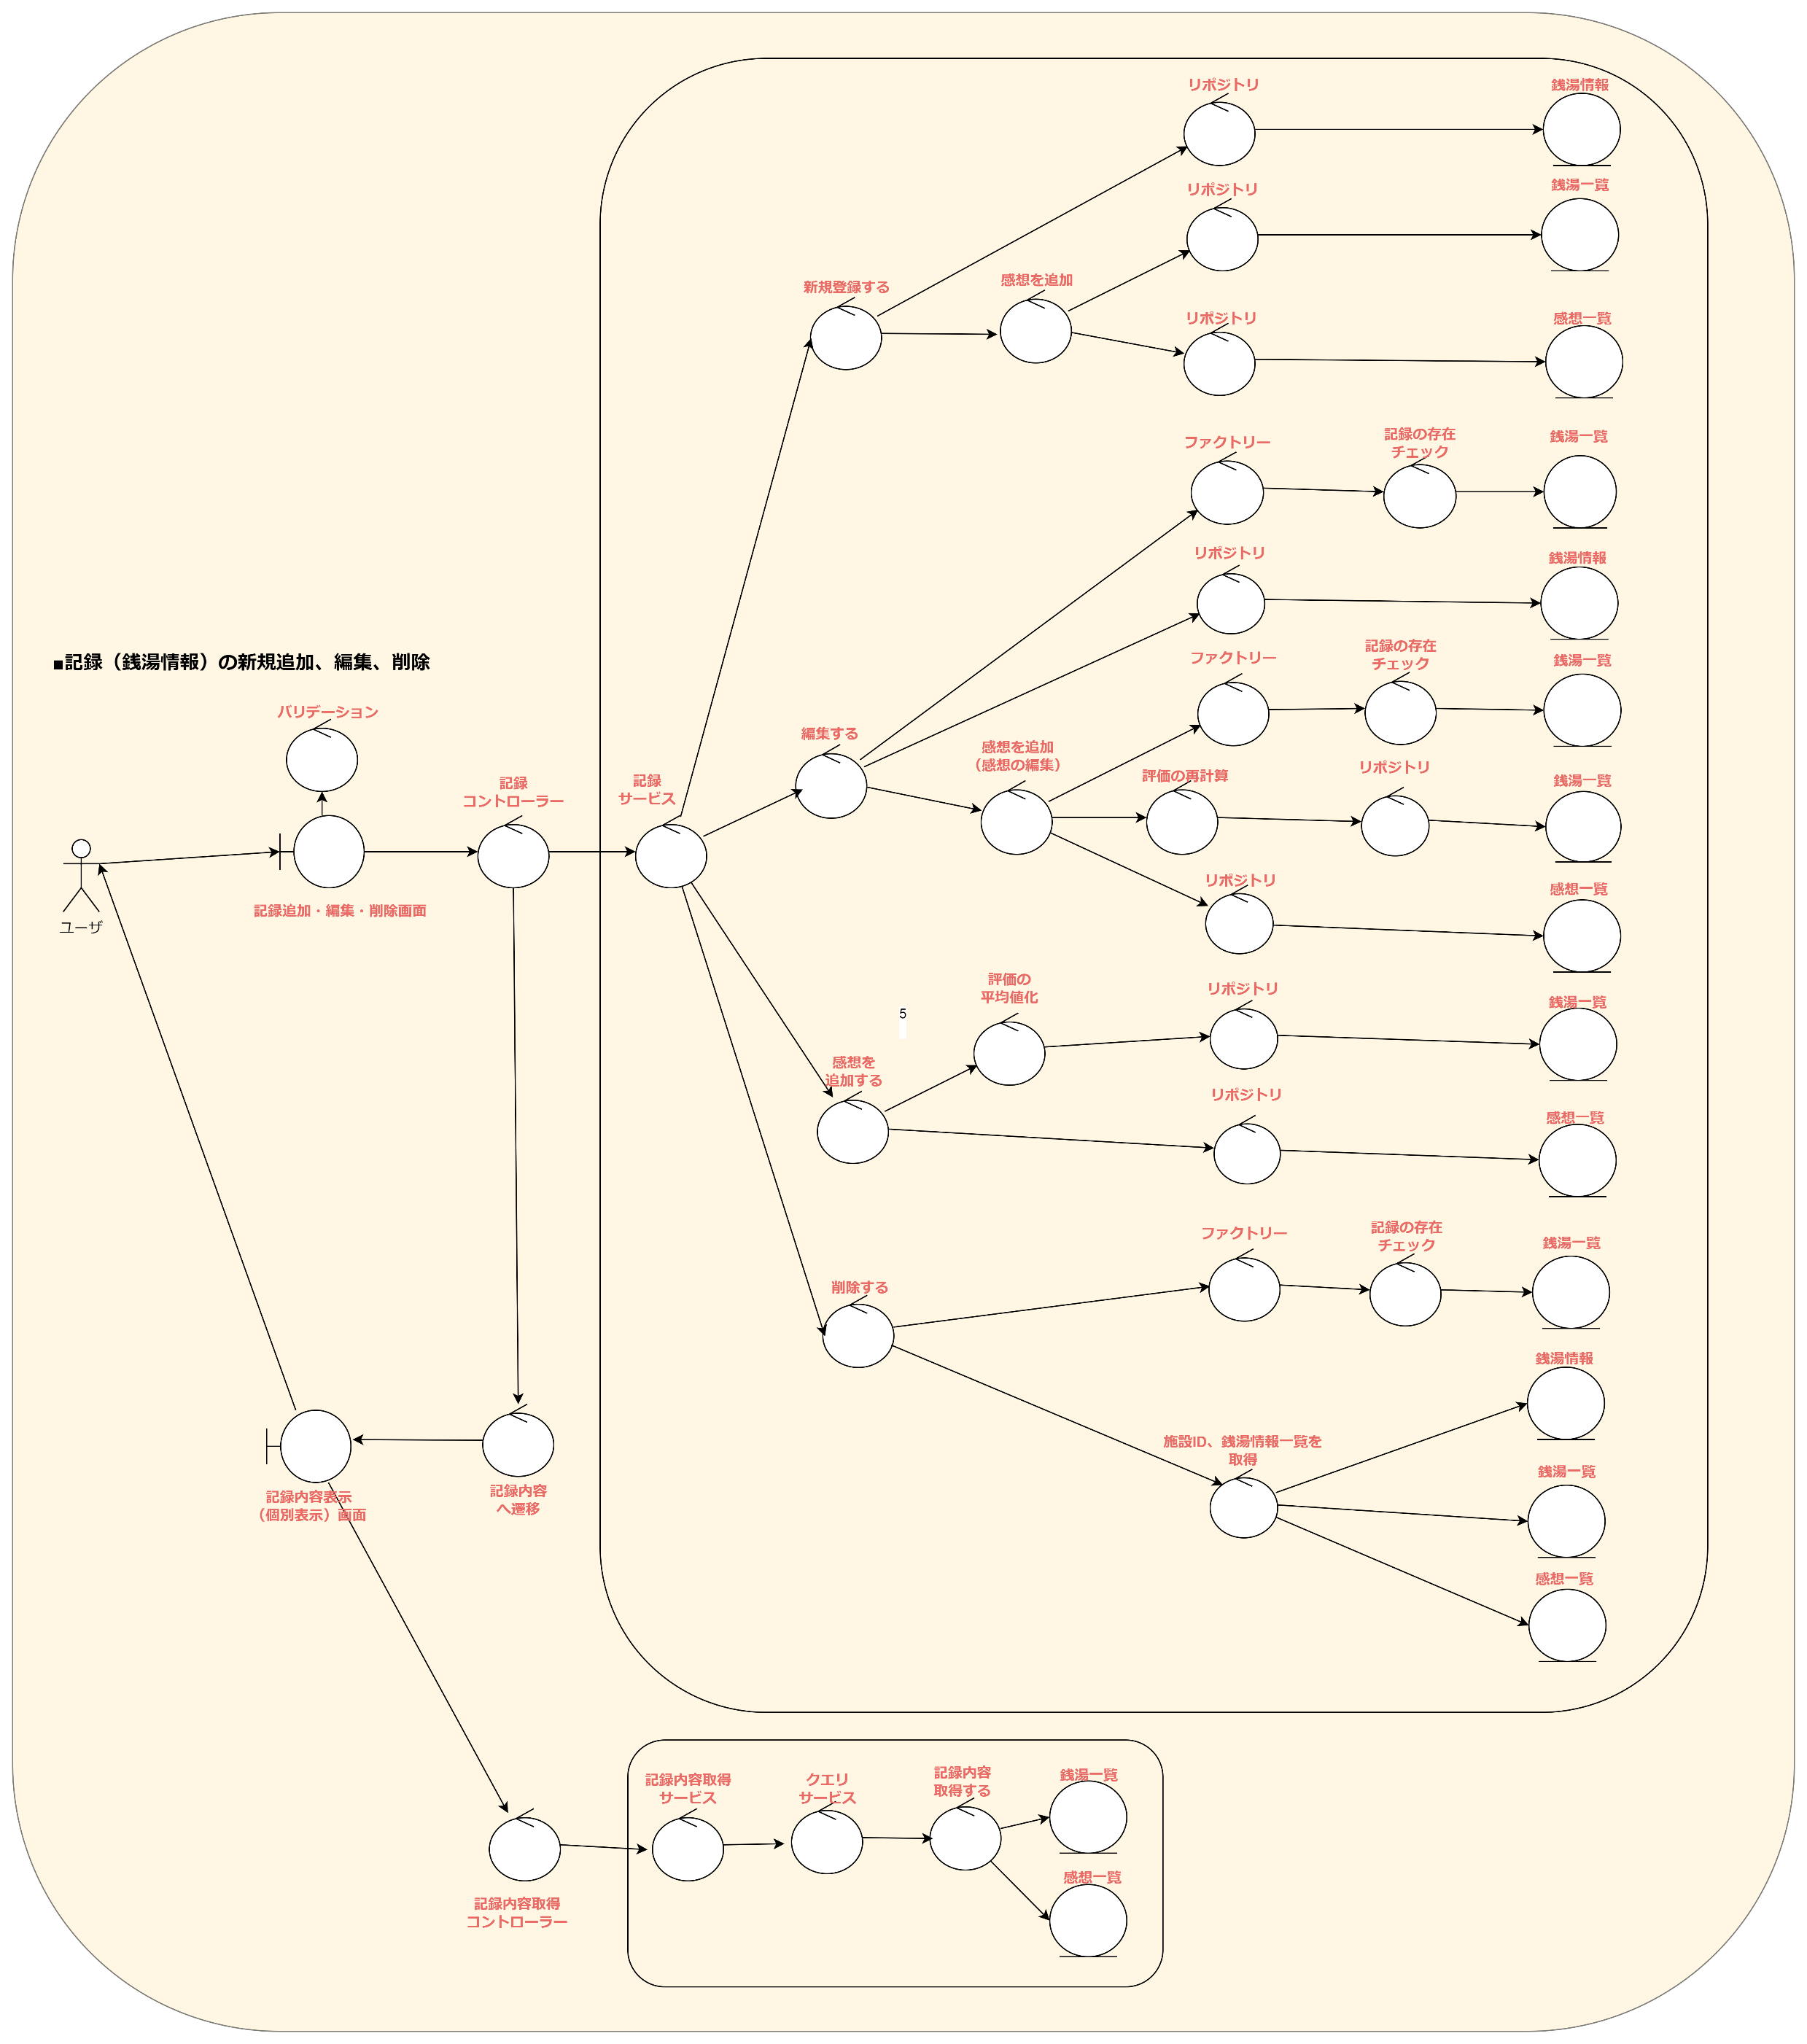 リポジトリ
銭湯情報
リポジトリ
銭湯一覧
新規登録する
感想を追加
リポジトリ
感想一覧
ファクトリー
記録の存在
チェック
銭湯一覧
リポジトリ
銭湯情報
■記録（銭湯情報）の新規追加、編集、削除
ファクトリー
記録の存在
チェック
銭湯一覧
バリデーション
編集する
感想を追加
（感想の編集）
評価の再計算
リポジトリ
銭湯一覧
記録
コントローラー
記録
サービス
リポジトリ
感想一覧
記録追加・編集・削除画面
ユーザ
評価の
平均値化
リポジトリ
銭湯一覧
5
感想を
追加する
リポジトリ
感想一覧
ファクトリー
記録の存在
チェック
銭湯一覧
削除する
銭湯情報
施設ID、銭湯情報一覧を
取得
銭湯一覧
記録内容表示
（個別表示）画面
記録内容
へ遷移
感想一覧
記録内容取得
サービス
クエリ
サービス
記録内容
取得する
銭湯一覧
感想一覧
記録内容取得
コントローラー